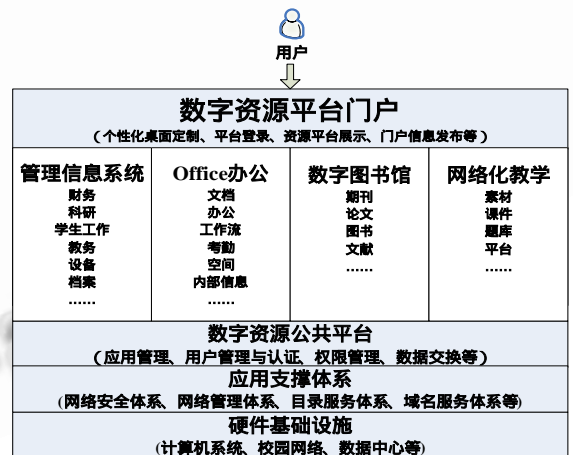 用户
数字资源平台门户
（个性化桌面定制、平台登录、资源平台展示、门户信息发布等）
管理信息系统
财务
科研
学生工作
教务
设备
档案
……
Office办公
文档
办公
工作流
考勤
空间
内部信息
……
数字图书馆
期刊
论文
图书
文献
……
网络化教学
素材
课件
题库
平台
……
数字资源公共平台
（应用管理、用户管理与认证、权限管理、数据交换等）
应用支撑体系
(网络安全体系、网络管理体系、目录服务体系、域名服务体系等)
硬件基础设施
(计算机系统、校园网络、数据中心等)